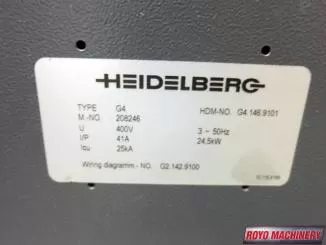 HEIDELBERG
TYPE G4 HDM-NO. G4.146.9101
M.-NO. 208246
U 400V 3 ~ 50Hz
I/P 41A 24,5kW
Icu 25kA
Wiring diagramm.- NO. G2.142.9100
ROYO MACHINERY